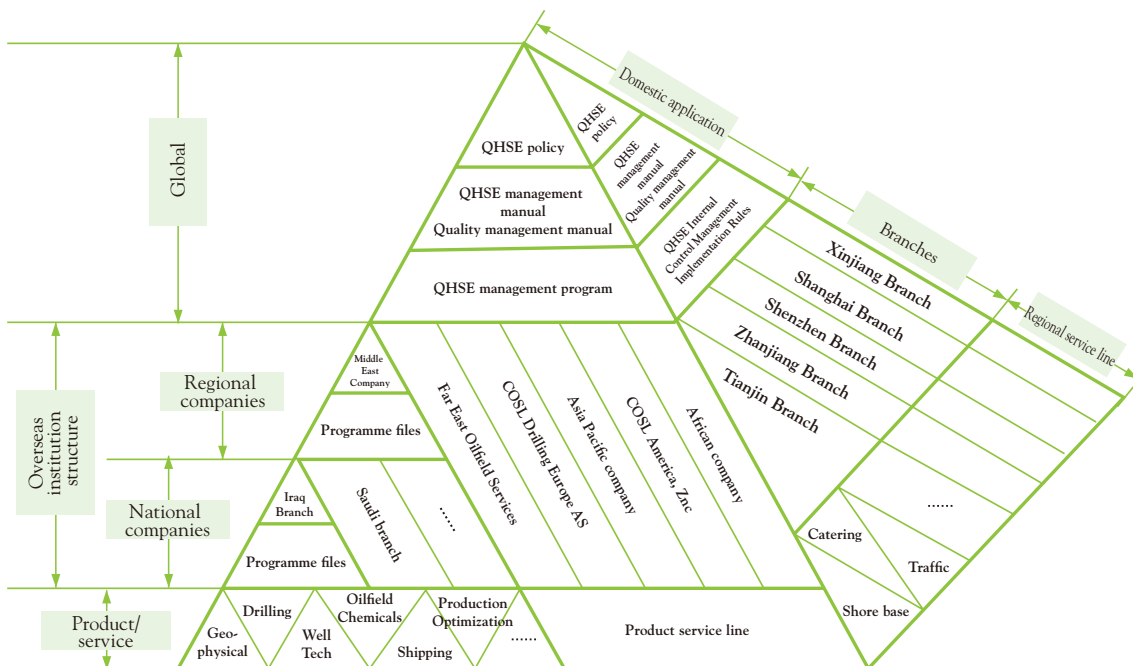 Domestic application
Branches
Regional service line
Global
QHSE policy
QHSE management
manual
Quality management manual
QHSE management program
QHSE
policy
QHSE
management
manual
Quality management
manual
QHSE Internal
Control Management
Implementation Rules
Xinjiang Branch
Shanghai Branch
Shenzhen Branch
Zhanjiang Branch
Tianjin Branch
Overseas
institution
structure
Regional
companies
National
companies
Middle
East
Company
Programme files
Iraq
Branch
Programme files
Saudi branch
......
Far East Oilfield Services
COSL Drilling Europe AS
Asia Pacific company
COSL America, Znc
African company
Catering
......
Traffic
Shore base
Product/
service
Geo-
physical
Drilling
Well
Tech
Oilfield
Chemicals
Shipping
Production
Optimization
......
Product service line